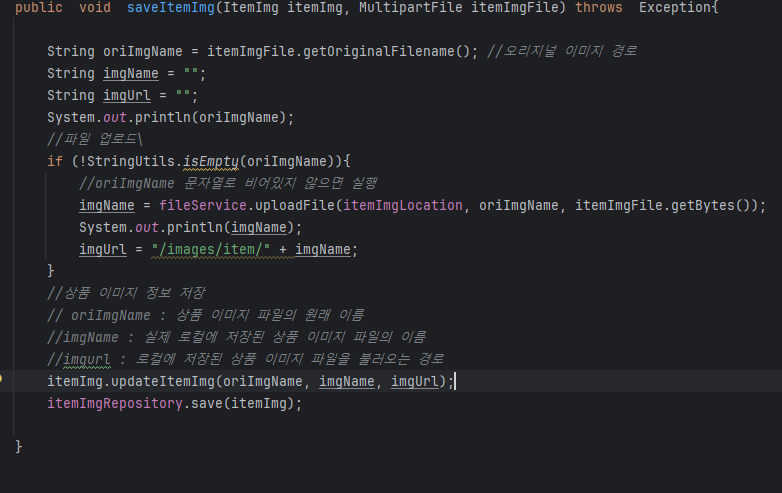 public  void  saveItemImg(ItemImg itemImg, MultipartFile itemImgFile) throws  Exception{
String oriImgName = itemImgFile.getOriginalFilename(); //오리지널 이미지 경로
String imgName = "";
String imgUrl = "";
System.out.println(oriImgName);
//파일 업로드\
if (!StringUtils.isEmpty(oriImgName)){
//oriImgName 문자열로 비어있지 않으면 실행
imgName = fileService.uploadFile(itemImgLocation, oriImgName, itemImgFile.getBytes());
System.out.println(imgName);
imgUrl = "/images/item/" + imgName;
}
//상품 이미지 정보 저장
// oriImgName : 상품 이미지 파일의 원래 이름
//imgName : 실제 로컬에 저장된 상품 이미지 파일의 이름
//imgurl : 로컬에 저장된 상품 이미지 파일을 불러오는 경로
itemImg.updateItemImg(oriImgName, imgName, imgUrl);
itemImgRepository.save(itemImg);
}